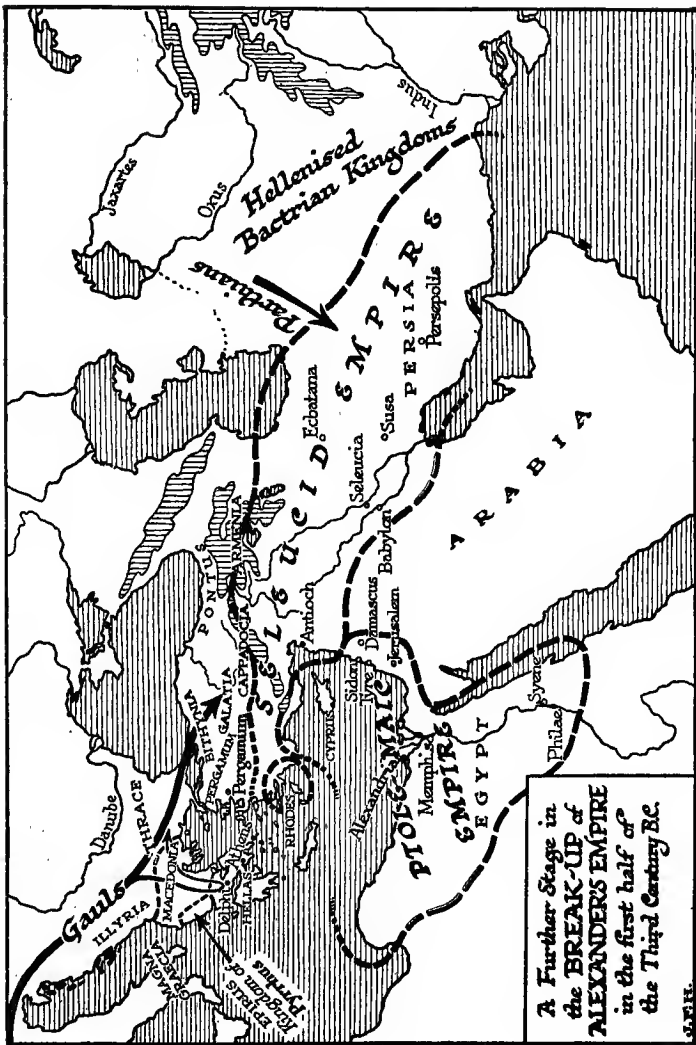 Gauls
Danube
THRACE
ILLYRIA
MACEDONIA
MAGNA
GRAECIA
EPIRUS
Kingdom of
Pyrrhus
Delphi
HELLAS
Athens
BITHYNIA
PERGAMUM
Pergamum
GALATIA
CAPPADOCIA
PONTUS
ARMENIA
RHODES
CYPRUS
Antioch
Sidon
Tyre
Damascus
Jerusalem
Babylon
Seleucia
Susa
Ecbatana
Persepolis
PERSIA
SELEUCID EMPIRE
Parthians
Hellenised
Bactrian Kingdoms
Jaxartes
Oxus
Indus
ARABIA
PTOLEMAIC
EMPIRE
EGYPT
Alexandria
Memphis
Syene
Philae
A Further Stage in
the BREAK-UP of
ALEXANDER'S EMPIRE
in the first half of
the Third Century B.C.
J.F.H.